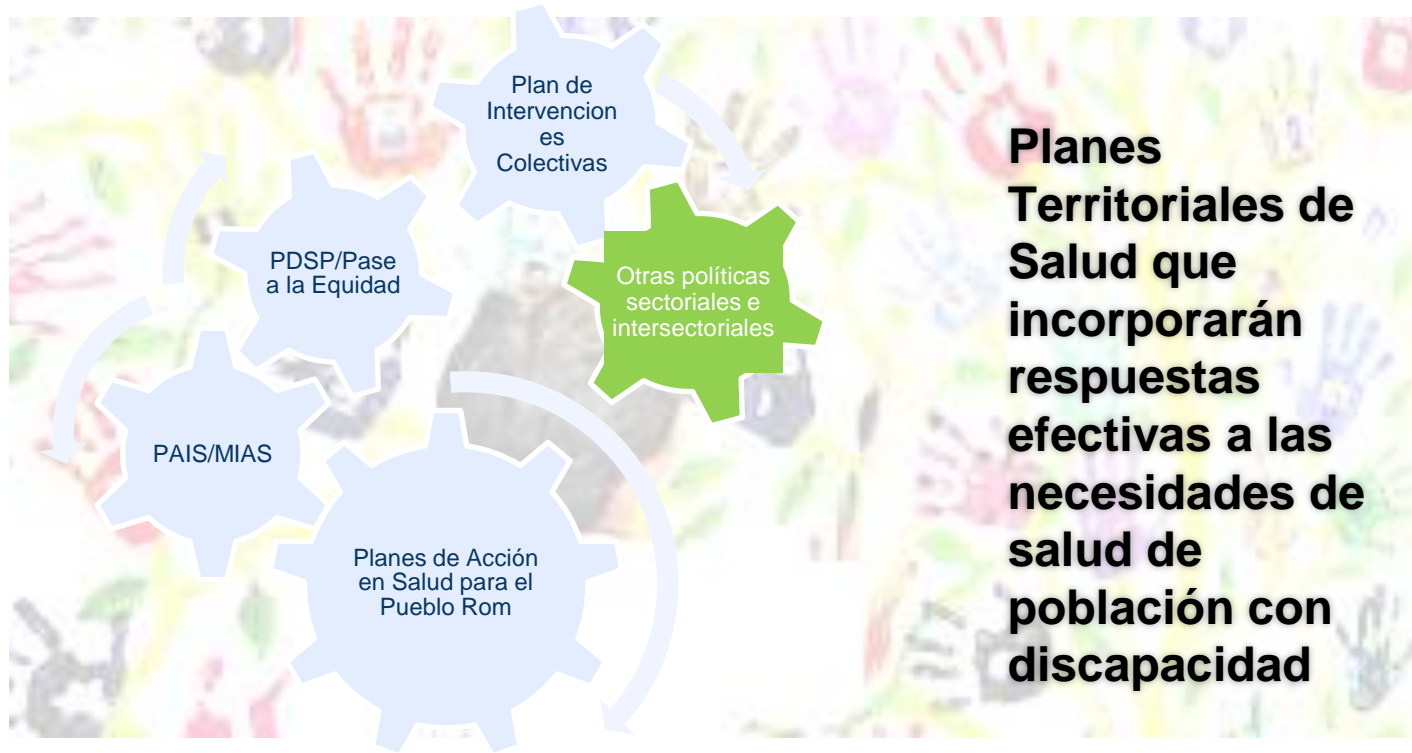 Plan de
Intervencion
es
Colectivas
PDSP/Pase
a la Equidad
Otras políticas
sectoriales e
intersectoriales
PAIS/MIAS
Planes de Acción
en Salud para el
Pueblo Rom
Planes
Territoriales de
Salud que
incorporarán
respuestas
efectivas a las
necesidades de
salud de
población con
discapacidad